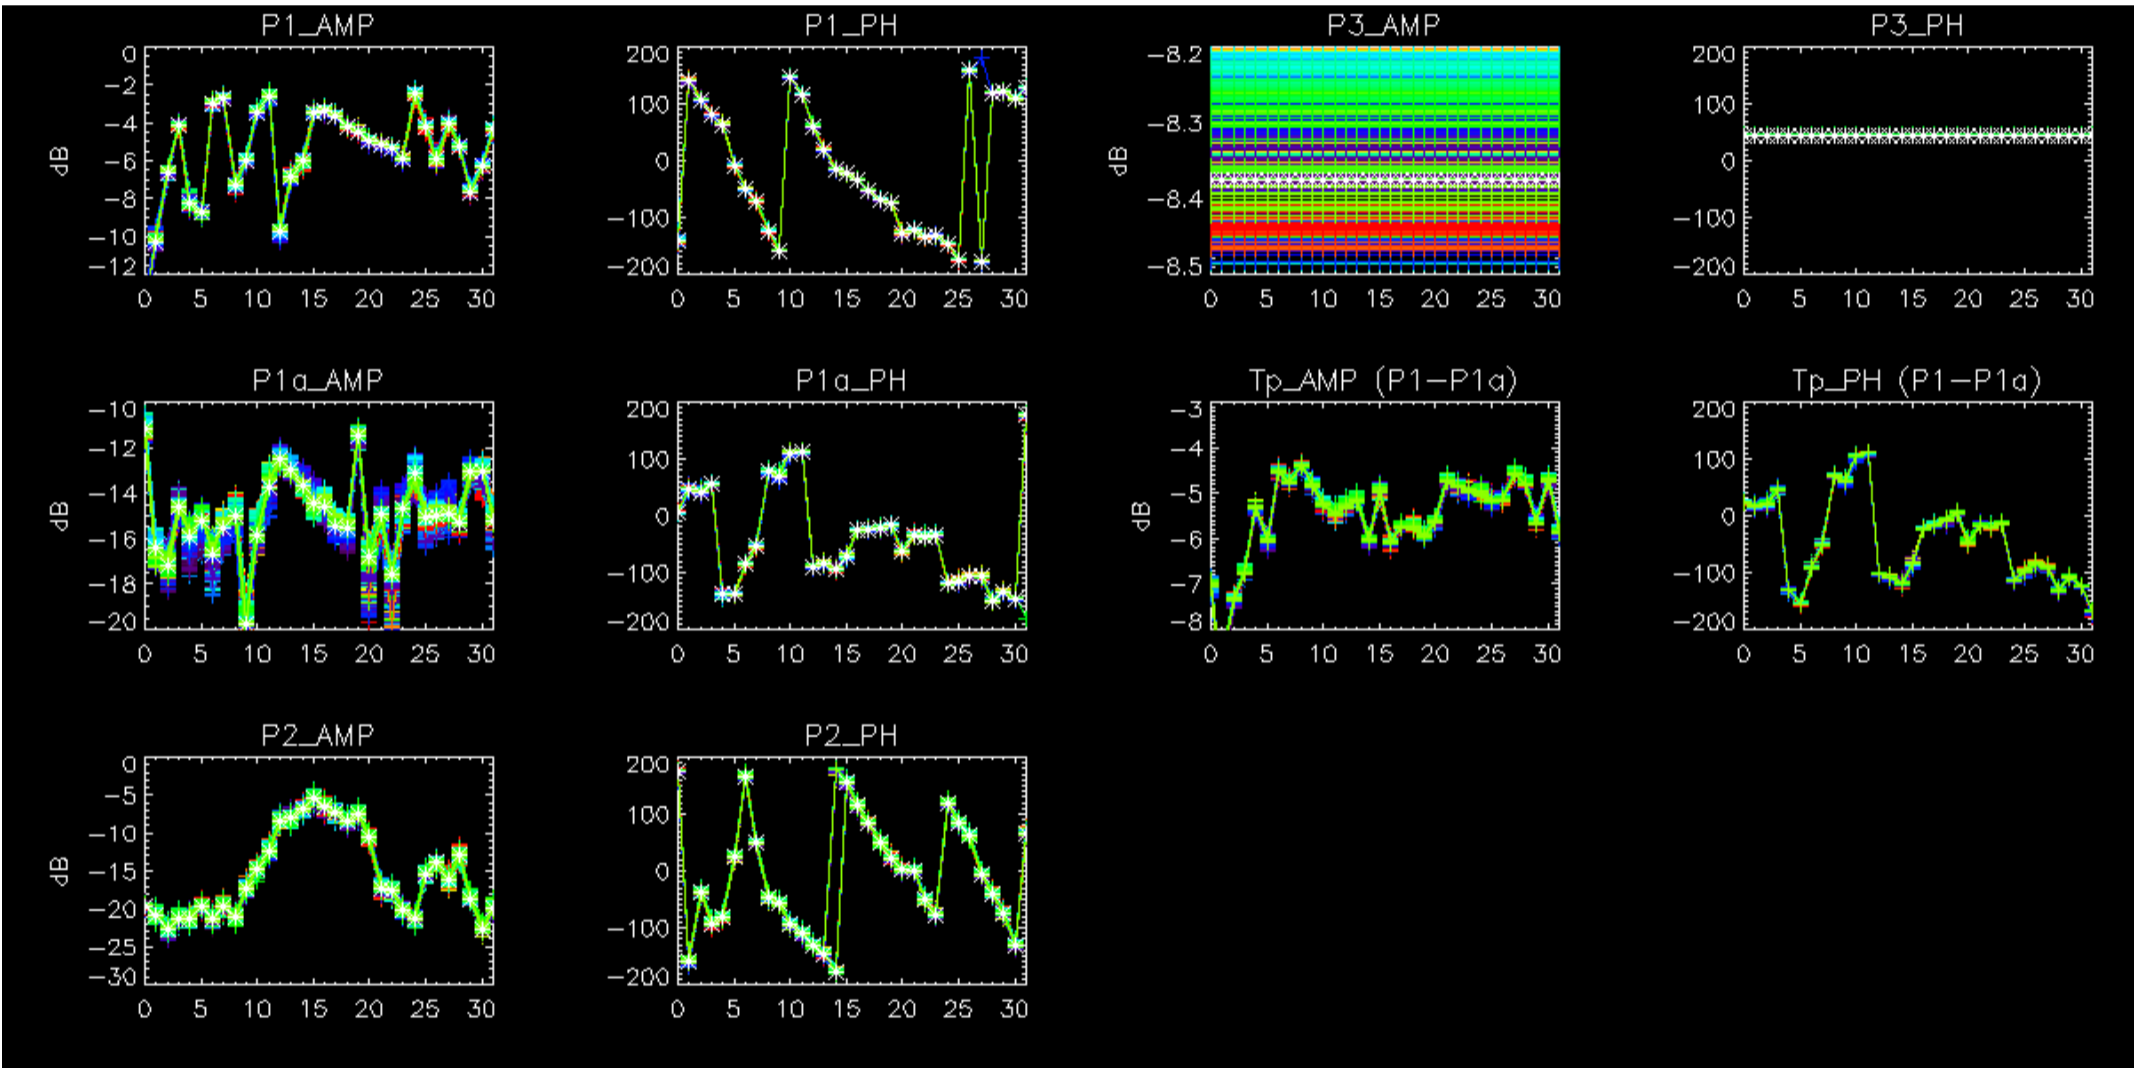 P1_AMP
0
−2
−4
−6
−8
−10
−12
dB
0 5 10 15 20 25 30
P1_PH
200
100
0
−100
−200
0 5 10 15 20 25 30
P3_AMP
−8.2
−8.3
−8.4
−8.5
dB
0 5 10 15 20 25 30
P3_PH
200
100
0
−100
−200
0 5 10 15 20 25 30
P1a_AMP
−10
−12
−14
−16
−18
−20
dB
0 5 10 15 20 25 30
P1a_PH
200
100
0
−100
−200
0 5 10 15 20 25 30
Tp_AMP (P1−P1a)
−3
−4
−5
−6
−7
−8
dB
0 5 10 15 20 25 30
Tp_PH (P1−P1a)
200
100
0
−100
−200
0 5 10 15 20 25 30
P2_AMP
0
−5
−10
−15
−20
−25
−30
dB
0 5 10 15 20 25 30
P2_PH
200
100
0
−100
−200
0 5 10 15 20 25 30